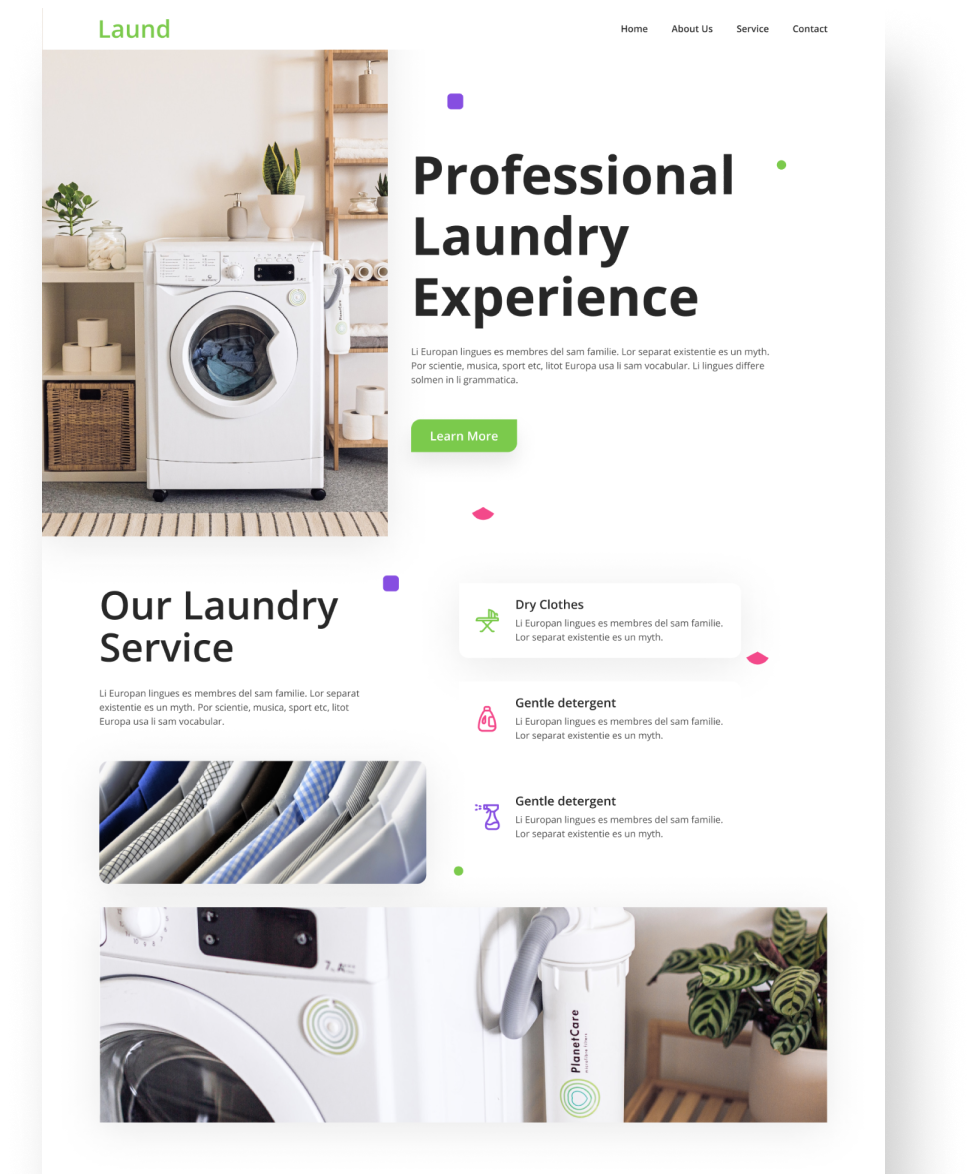 Laund
Home About Us Service Contact
Professional
Laundry
Experience
Li Europan lingues es membres del sam familie. Lor separat existentie es un myth.
Por scientie, musica, sport etc, litot Europa usa li sam vocabular. Li lingues differe
solmen in li grammatica.
Learn More
Our Laundry
Service
Li Europan lingues es membres del sam familie. Lor separat
existentie es un myth. Por scientie, musica, sport etc, litot
Europa usa li sam vocabular.
Dry Clothes
Li Europan lingues es membres del sam familie.
Lor separat existentie es un myth.
Gentle detergent
Li Europan lingues es membres del sam familie.
Lor separat existentie es un myth.
Gentle detergent
Li Europan lingues es membres del sam familie.
Lor separat existentie es un myth.
PlanetCare